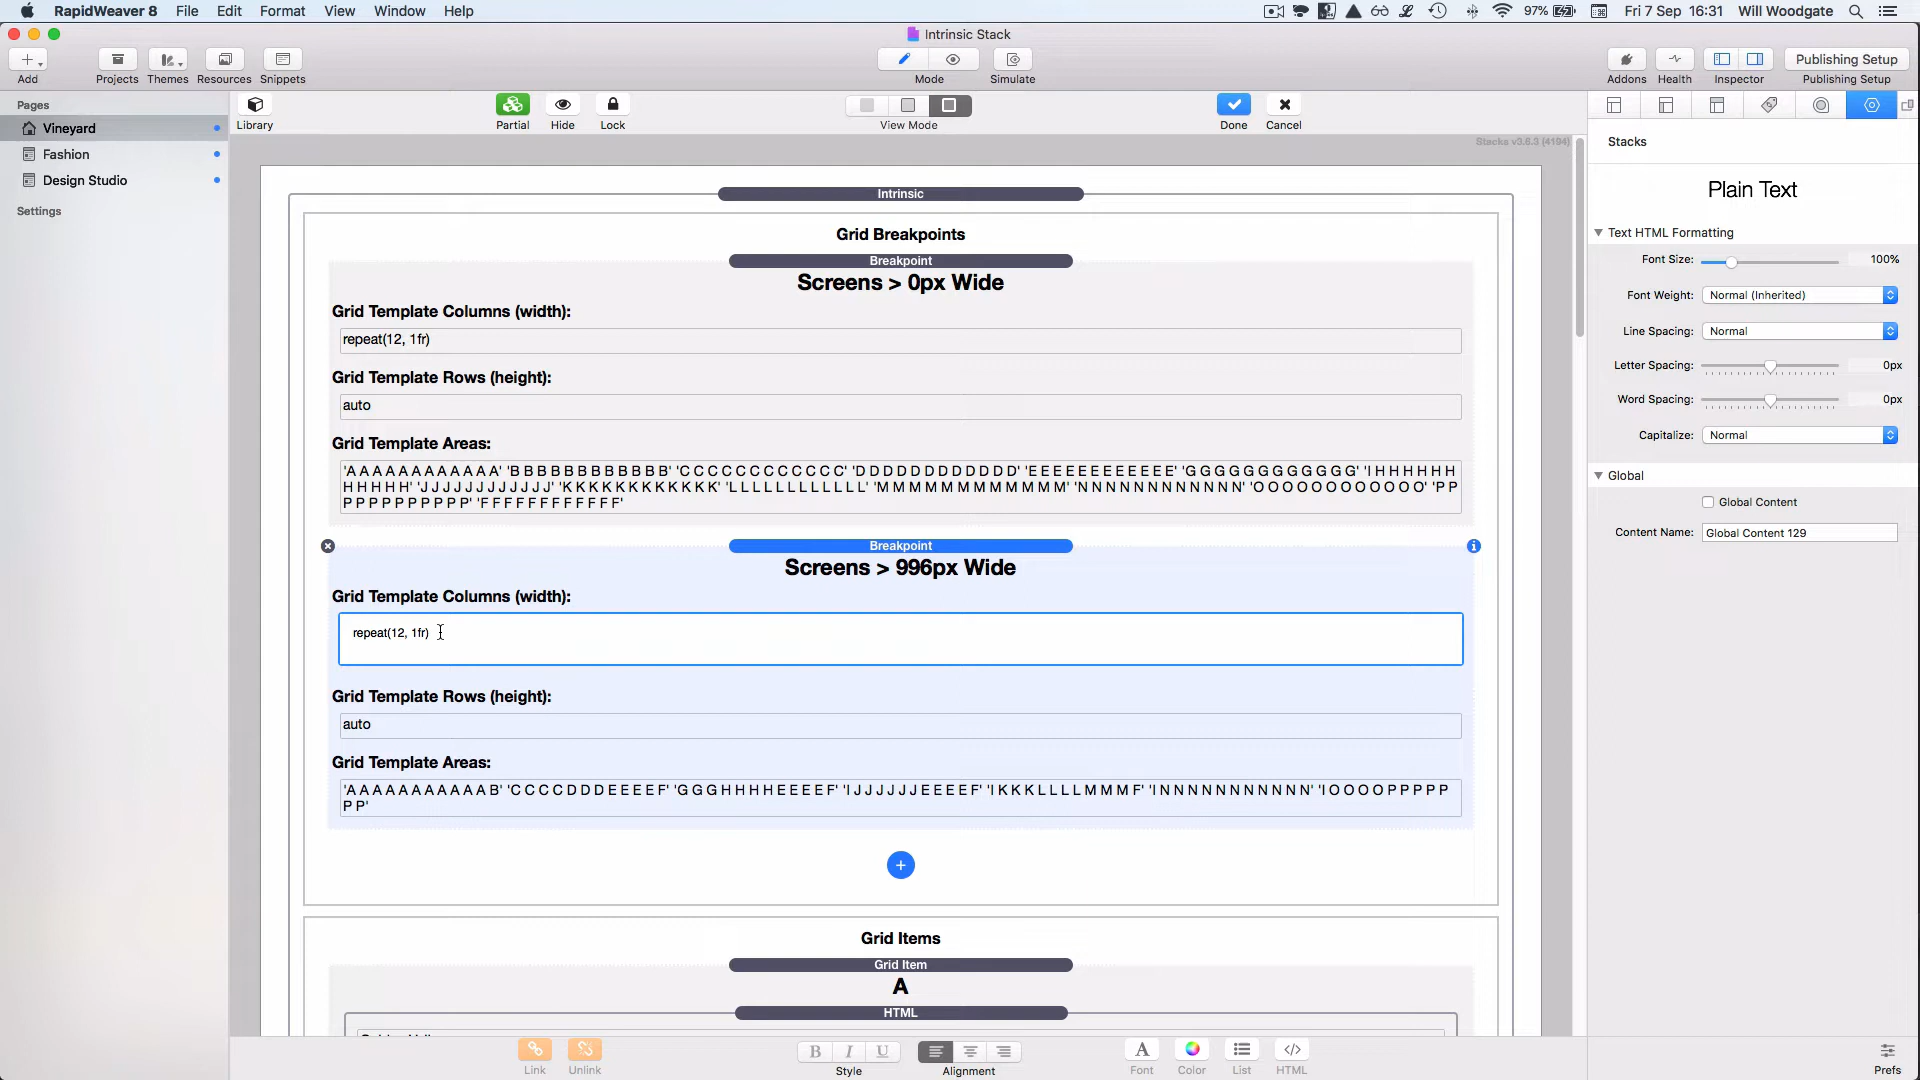 RapidWeaver 8 File Edit Format View Window Help 97% Fri 7 Sep 16:31 Will Woodgate
Intrinsic Stack
Add Projects Themes Resources Snippets Mode Simulate Addons Health Inspector Publishing Setup
Publishing Setup
Pages
Vineyard
Fashion
Design Studio
Settings
Library Partial Hide Lock View Mode Done Cancel
Stacks v3.6.3 (4194)
Intrinsic
Grid Breakpoints
Breakpoint
Screens > 0px Wide
Grid Template Columns (width):
repeat(12, 1fr)
Grid Template Rows (height):
auto
Grid Template Areas:
'A A A A A A A A A A A A' 'B B B B B B B B B B B B' 'C C C C C C C C C C C C' 'D D D D D D D D D D D D' 'E E E E E E E E E E E E' 'G G G G G G G G G G G G' 'I H H H H H H
H H H H H' 'J J J J J J J J J J J J' 'K K K K K K K K K K K K' 'L L L L L L L L L L L L' 'M M M M M M M M M M M M' 'N N N N N N N N N N N N' 'O O O O O O O O O O O O' 'P P
P P P P P P P P P P' 'F F F F F F F F F F F F'
Breakpoint
Screens > 996px Wide
Grid Template Columns (width):
repeat(12, 1fr)
Grid Template Rows (height):
auto
Grid Template Areas:
'A A A A A A A A A A A B' 'C C C C D D D E E E E F' 'G G G H H H H E E E E F' 'I J J J J J J E E E E F' 'I K K K L L L L M M M F' 'I N N N N N N N N N N N' 'I O O O O P P P P P
P P'
Grid Items
Grid Item
A
HTML
Link Unlink B I U Style Alignment Font Color List HTML
Stacks
Plain Text
Text HTML Formatting
Font Size: 100%
Font Weight: Normal (Inherited)
Line Spacing: Normal
Letter Spacing: 0px
Word Spacing: 0px
Capitalize: Normal
Global
Global Content
Content Name: Global Content 129
Prefs